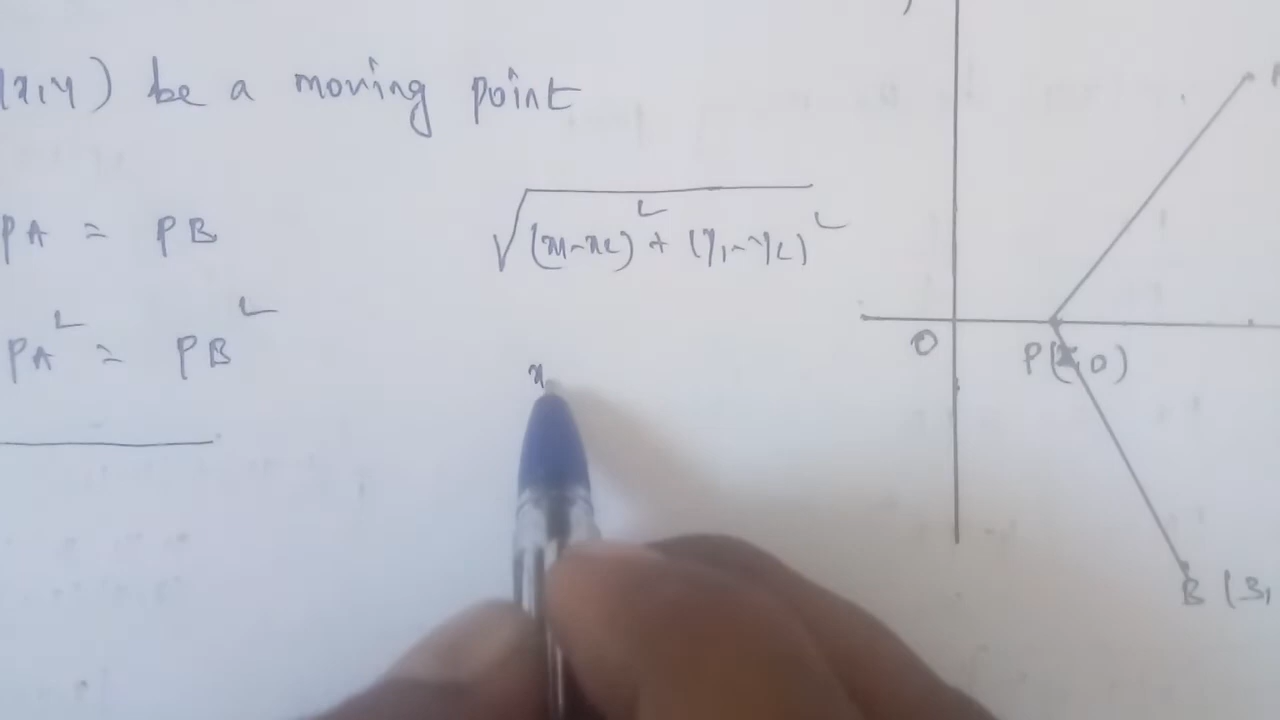 (x,y) be a moving point
PA = PB
√(x1-x2)² + (y1-y2)²
PA² = PB²
x
O
P(x,0)
B (3,